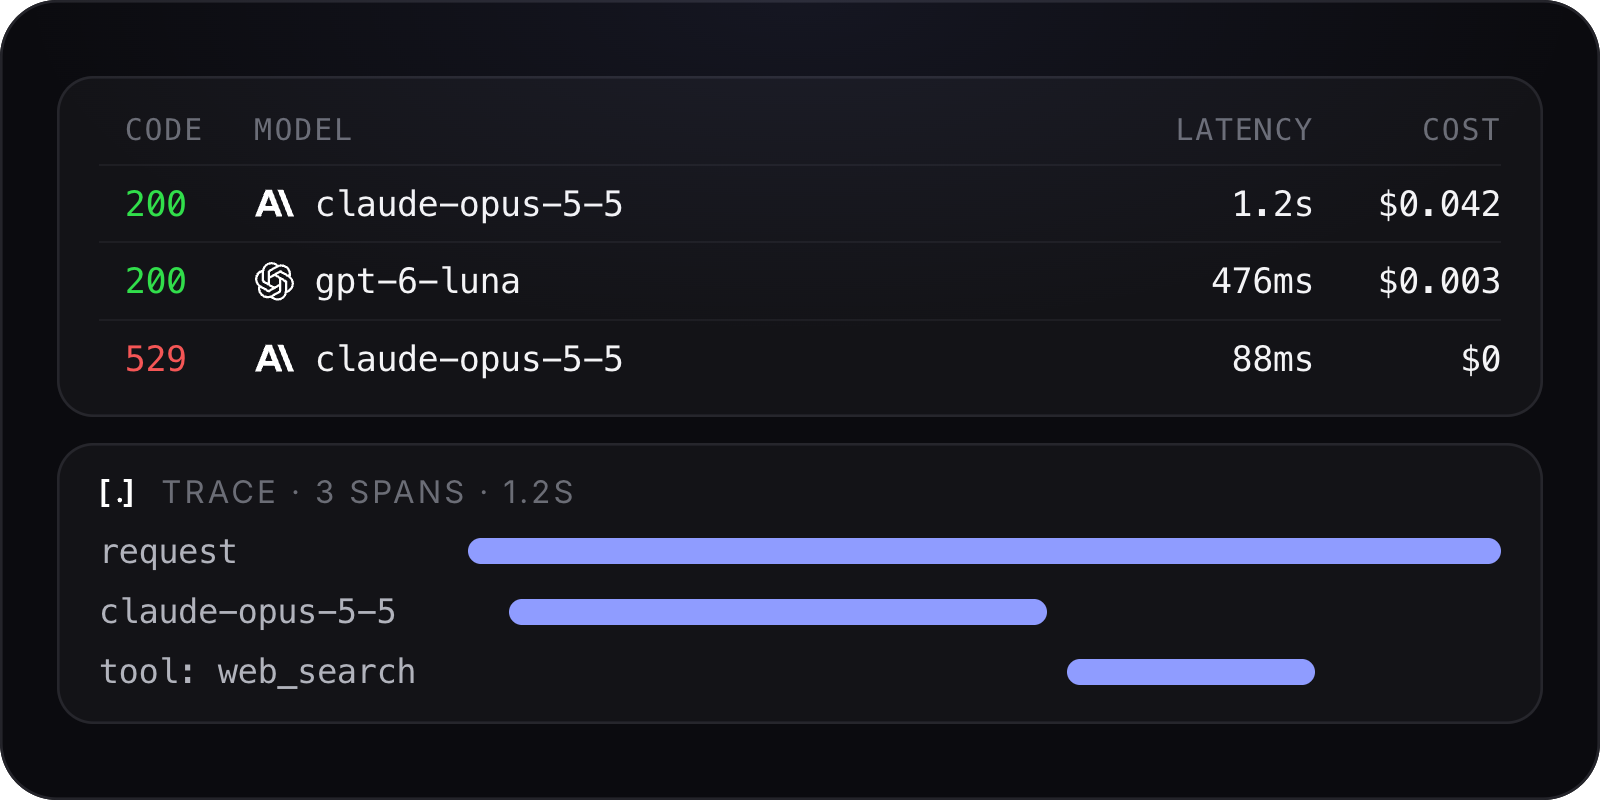 CODE MODEL LATENCY COST
200 claude-opus-5-5 1.2s $0.042
200 gpt-6-luna 476ms $0.003
529 claude-opus-5-5 88ms $0
[.] TRACE · 3 SPANS · 1.2S
request
claude-opus-5-5
tool: web_search